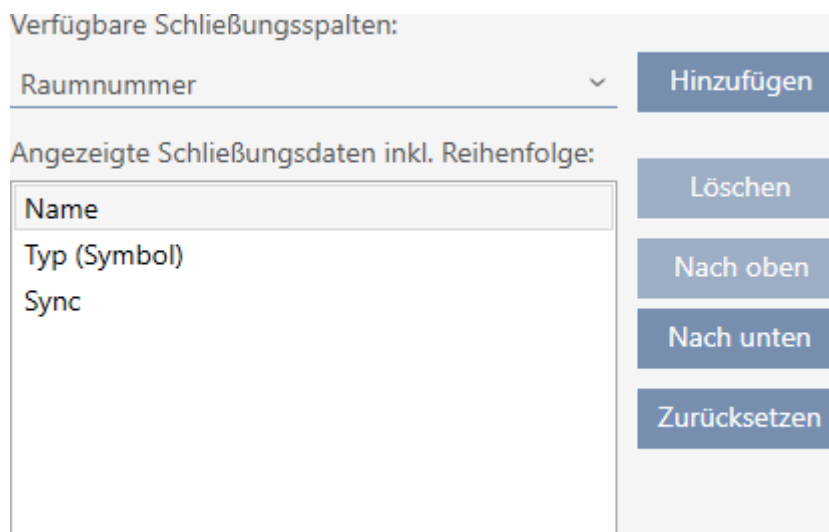 Verfügbare Schließungsspalten:
Raumnummer
Hinzufügen
Angezeigte Schließungsdaten inkl. Reihenfolge:
Löschen
Name
Typ (Symbol)
Nach oben
Sync
Nach unten
Zurücksetzen